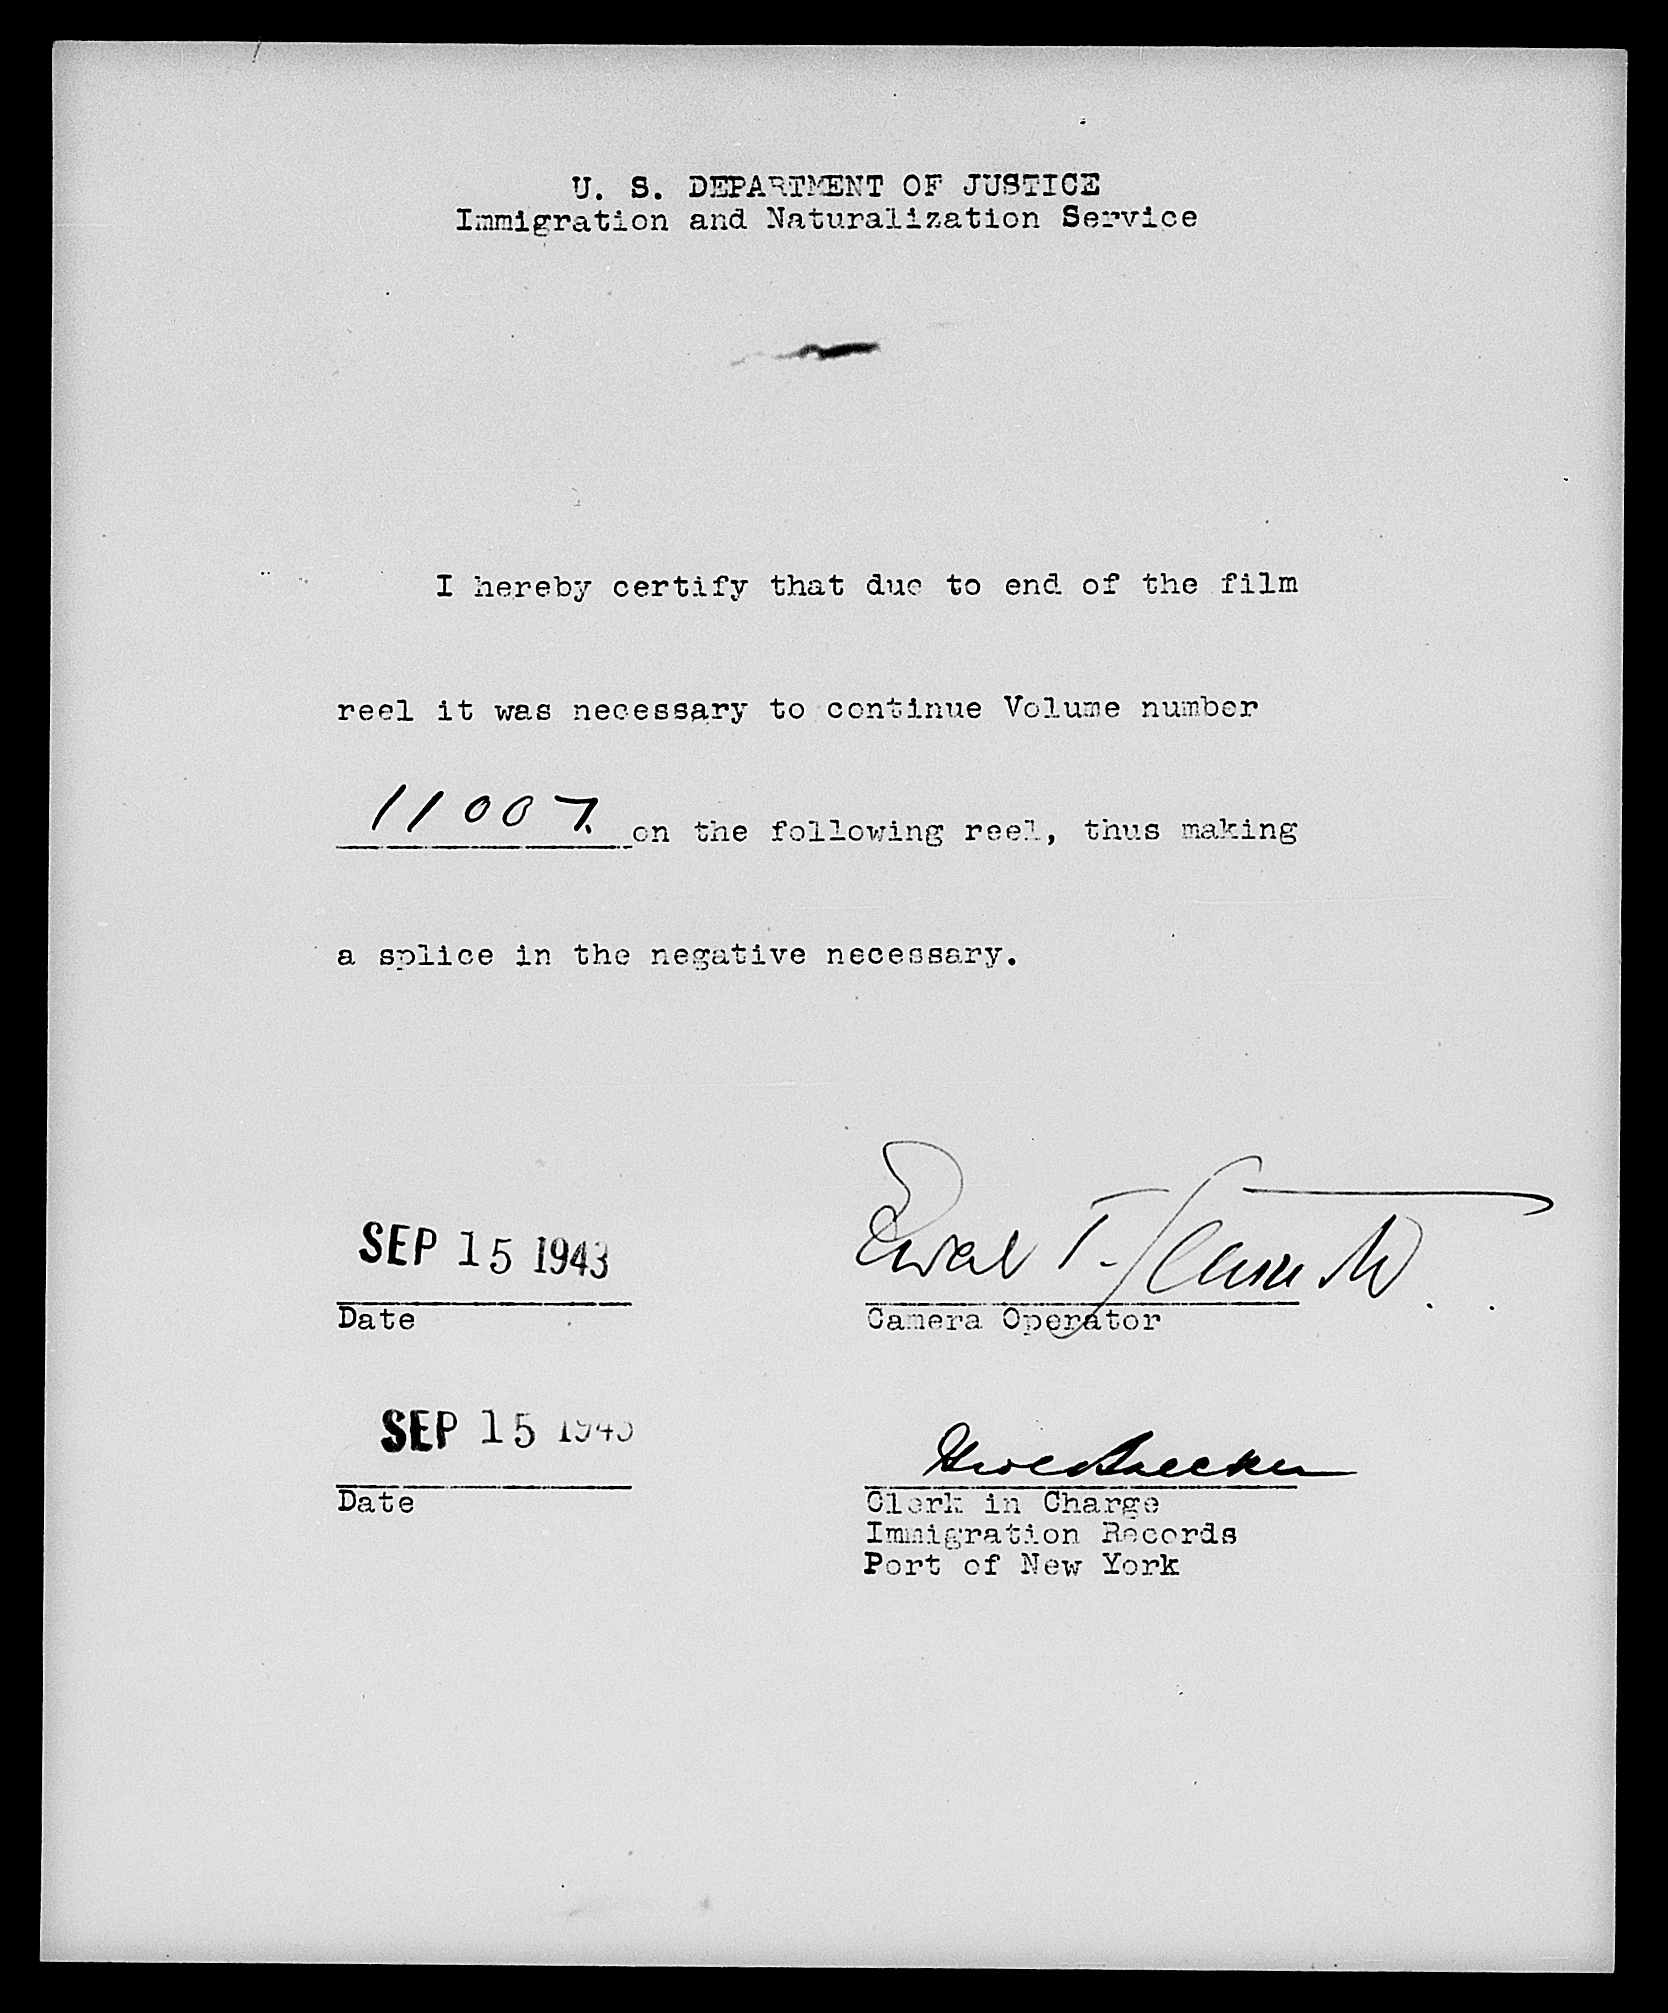 U. S. DEPARTMENT OF JUSTICE
Immigration and Naturalization Service
I hereby certify that due to end of the film
reel it was necessary to continue Volume number
11007. on the following reel, thus making
a splice in the negative necessary.
SEP 15 1943
Date
Camera Operator
SEP 15 1943
Date
Clerk in Charge
Immigration Records
Port of New York